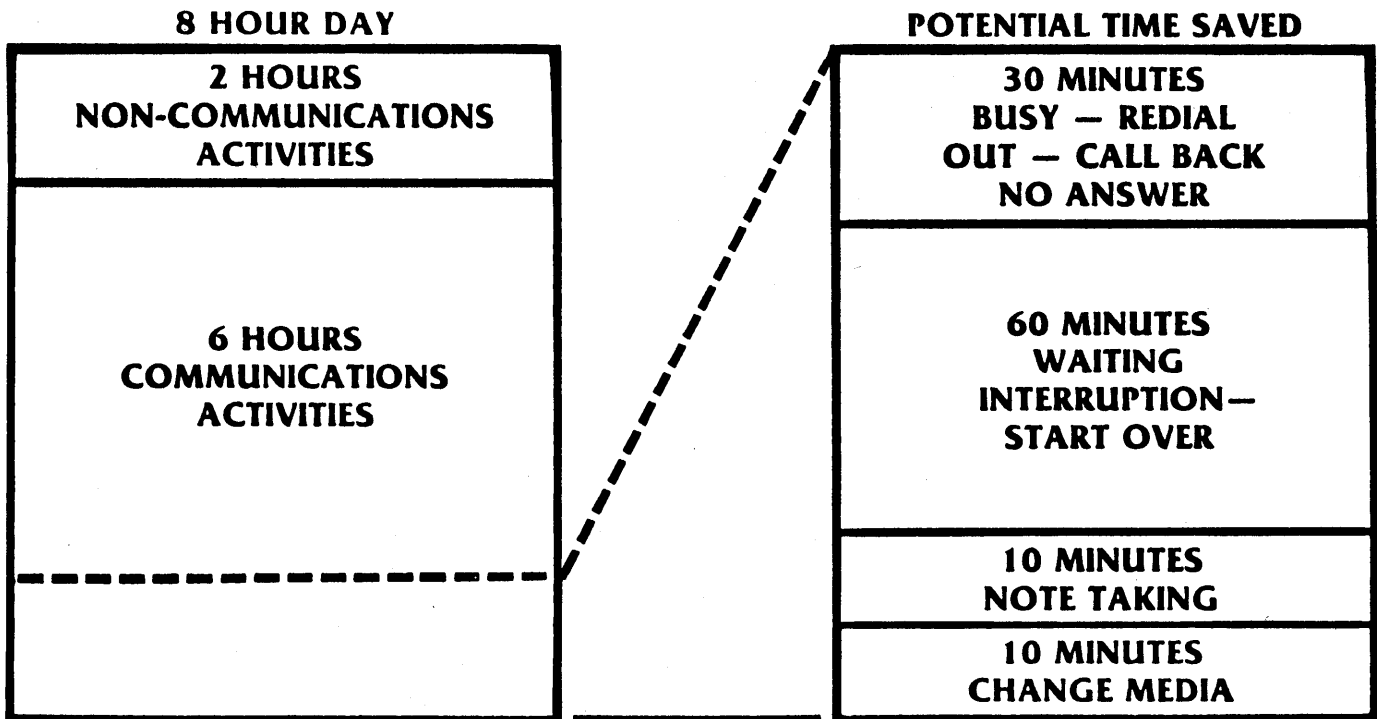 8 HOUR DAY
2 HOURS
NON-COMMUNICATIONS
ACTIVITIES
6 HOURS
COMMUNICATIONS
ACTIVITIES
POTENTIAL TIME SAVED
30 MINUTES
BUSY — REDIAL
OUT — CALL BACK
NO ANSWER
60 MINUTES
WAITING
INTERRUPTION—
START OVER
10 MINUTES
NOTE TAKING
10 MINUTES
CHANGE MEDIA